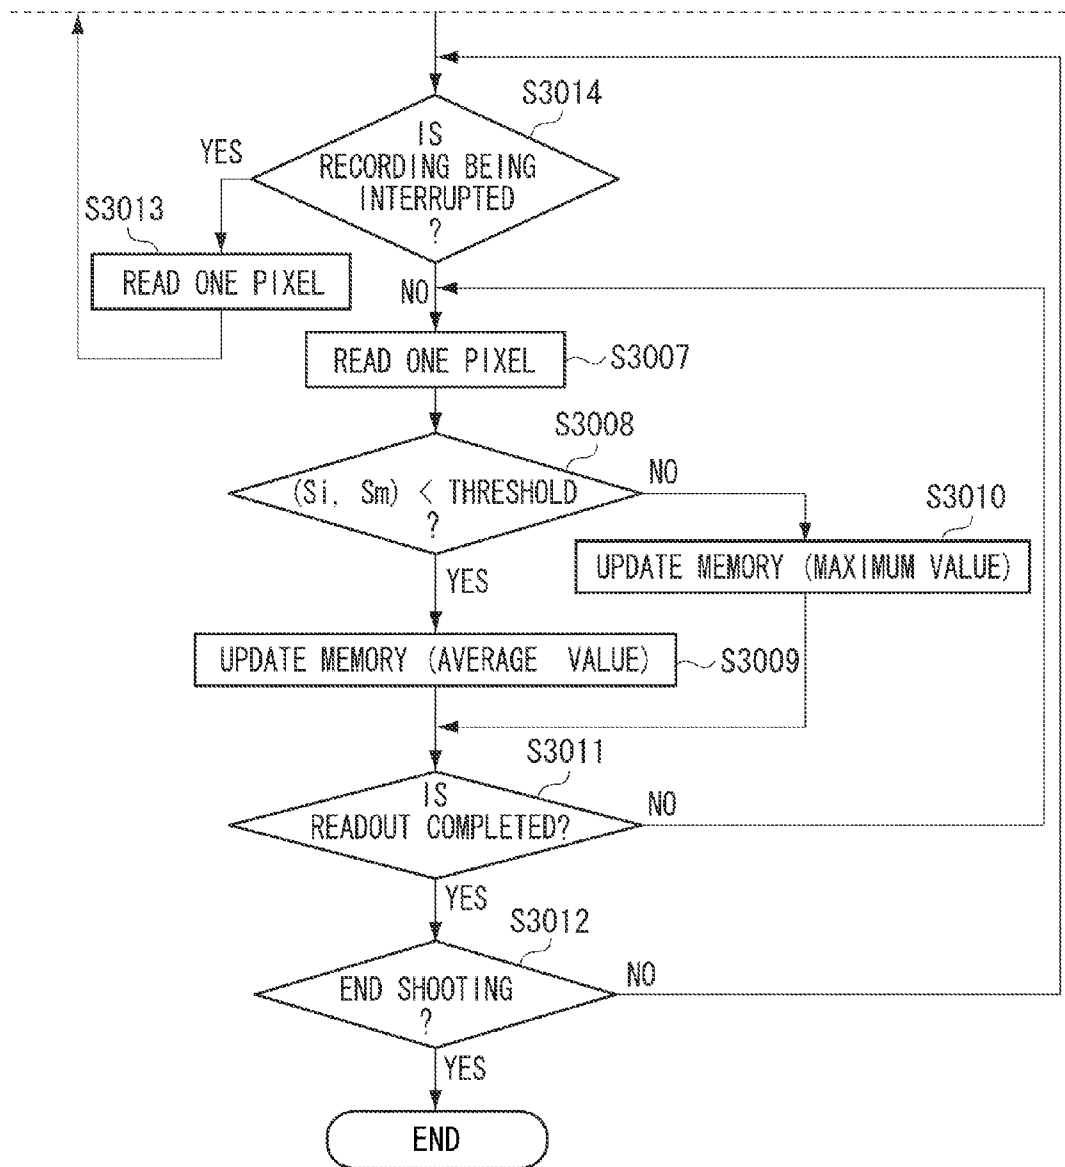 S3014
IS
RECORDING BEING
INTERRUPTED
?
YES
S3013
READ ONE PIXEL
NO
READ ONE PIXEL
S3007
S3008
(Si, Sm) < THRESHOLD
?
NO
S3010
UPDATE MEMORY (MAXIMUM VALUE)
YES
UPDATE MEMORY (AVERAGE VALUE)
S3009
S3011
IS
READOUT COMPLETED?
NO
YES
S3012
END SHOOTING
?
NO
YES
END